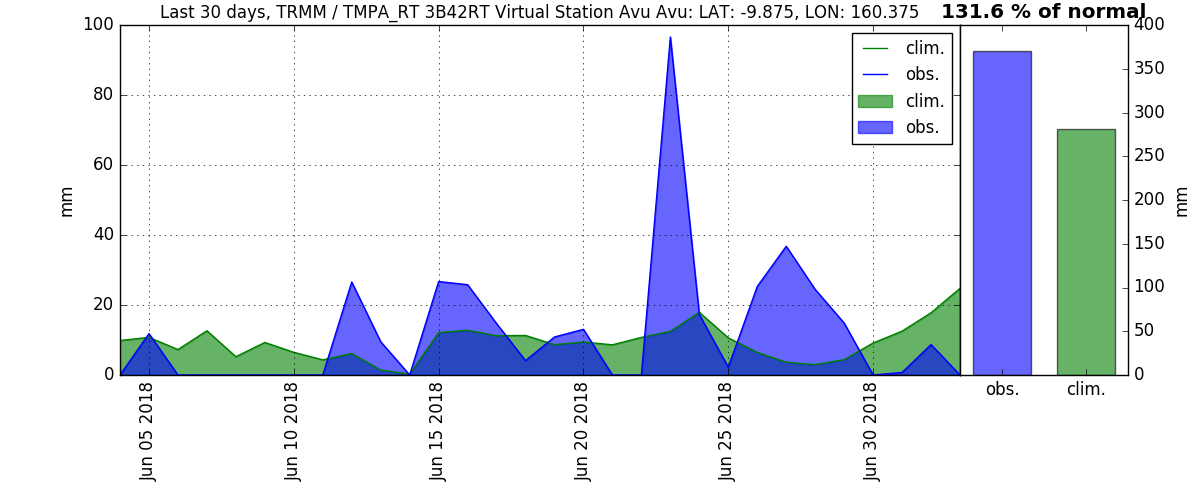 Last 30 days, TRMM / TMPA_RT 3B42RT Virtual Station Avu Avu: LAT: -9.875, LON: 160.375
131.6 % of normal
mm
100
80
60
40
20
0
Jun 05 2018
Jun 10 2018
Jun 15 2018
Jun 20 2018
Jun 25 2018
Jun 30 2018
clim.
obs.
clim.
obs.
400
350
300
250
200
150
100
50
0
mm
obs.
clim.